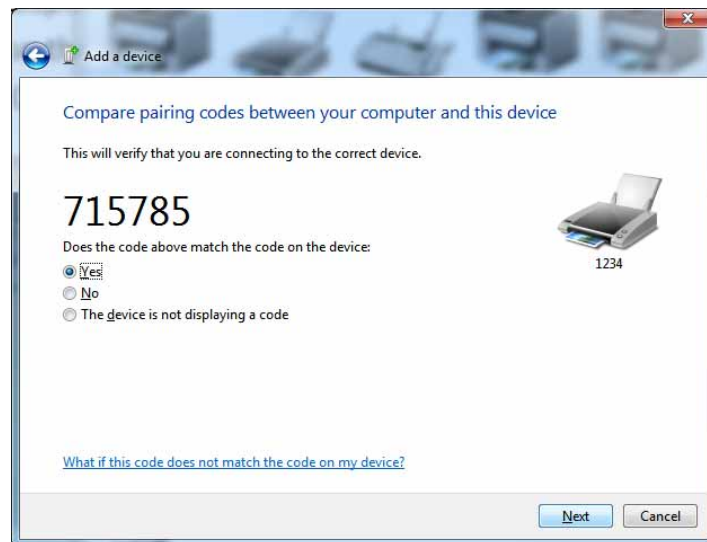 Add a device
Compare pairing codes between your computer and this device
This will verify that you are connecting to the correct device.
715785
Does the code above match the code on the device:
Yes
No
The device is not displaying a code
1234
What if this code does not match the code on my device?
Next
Cancel